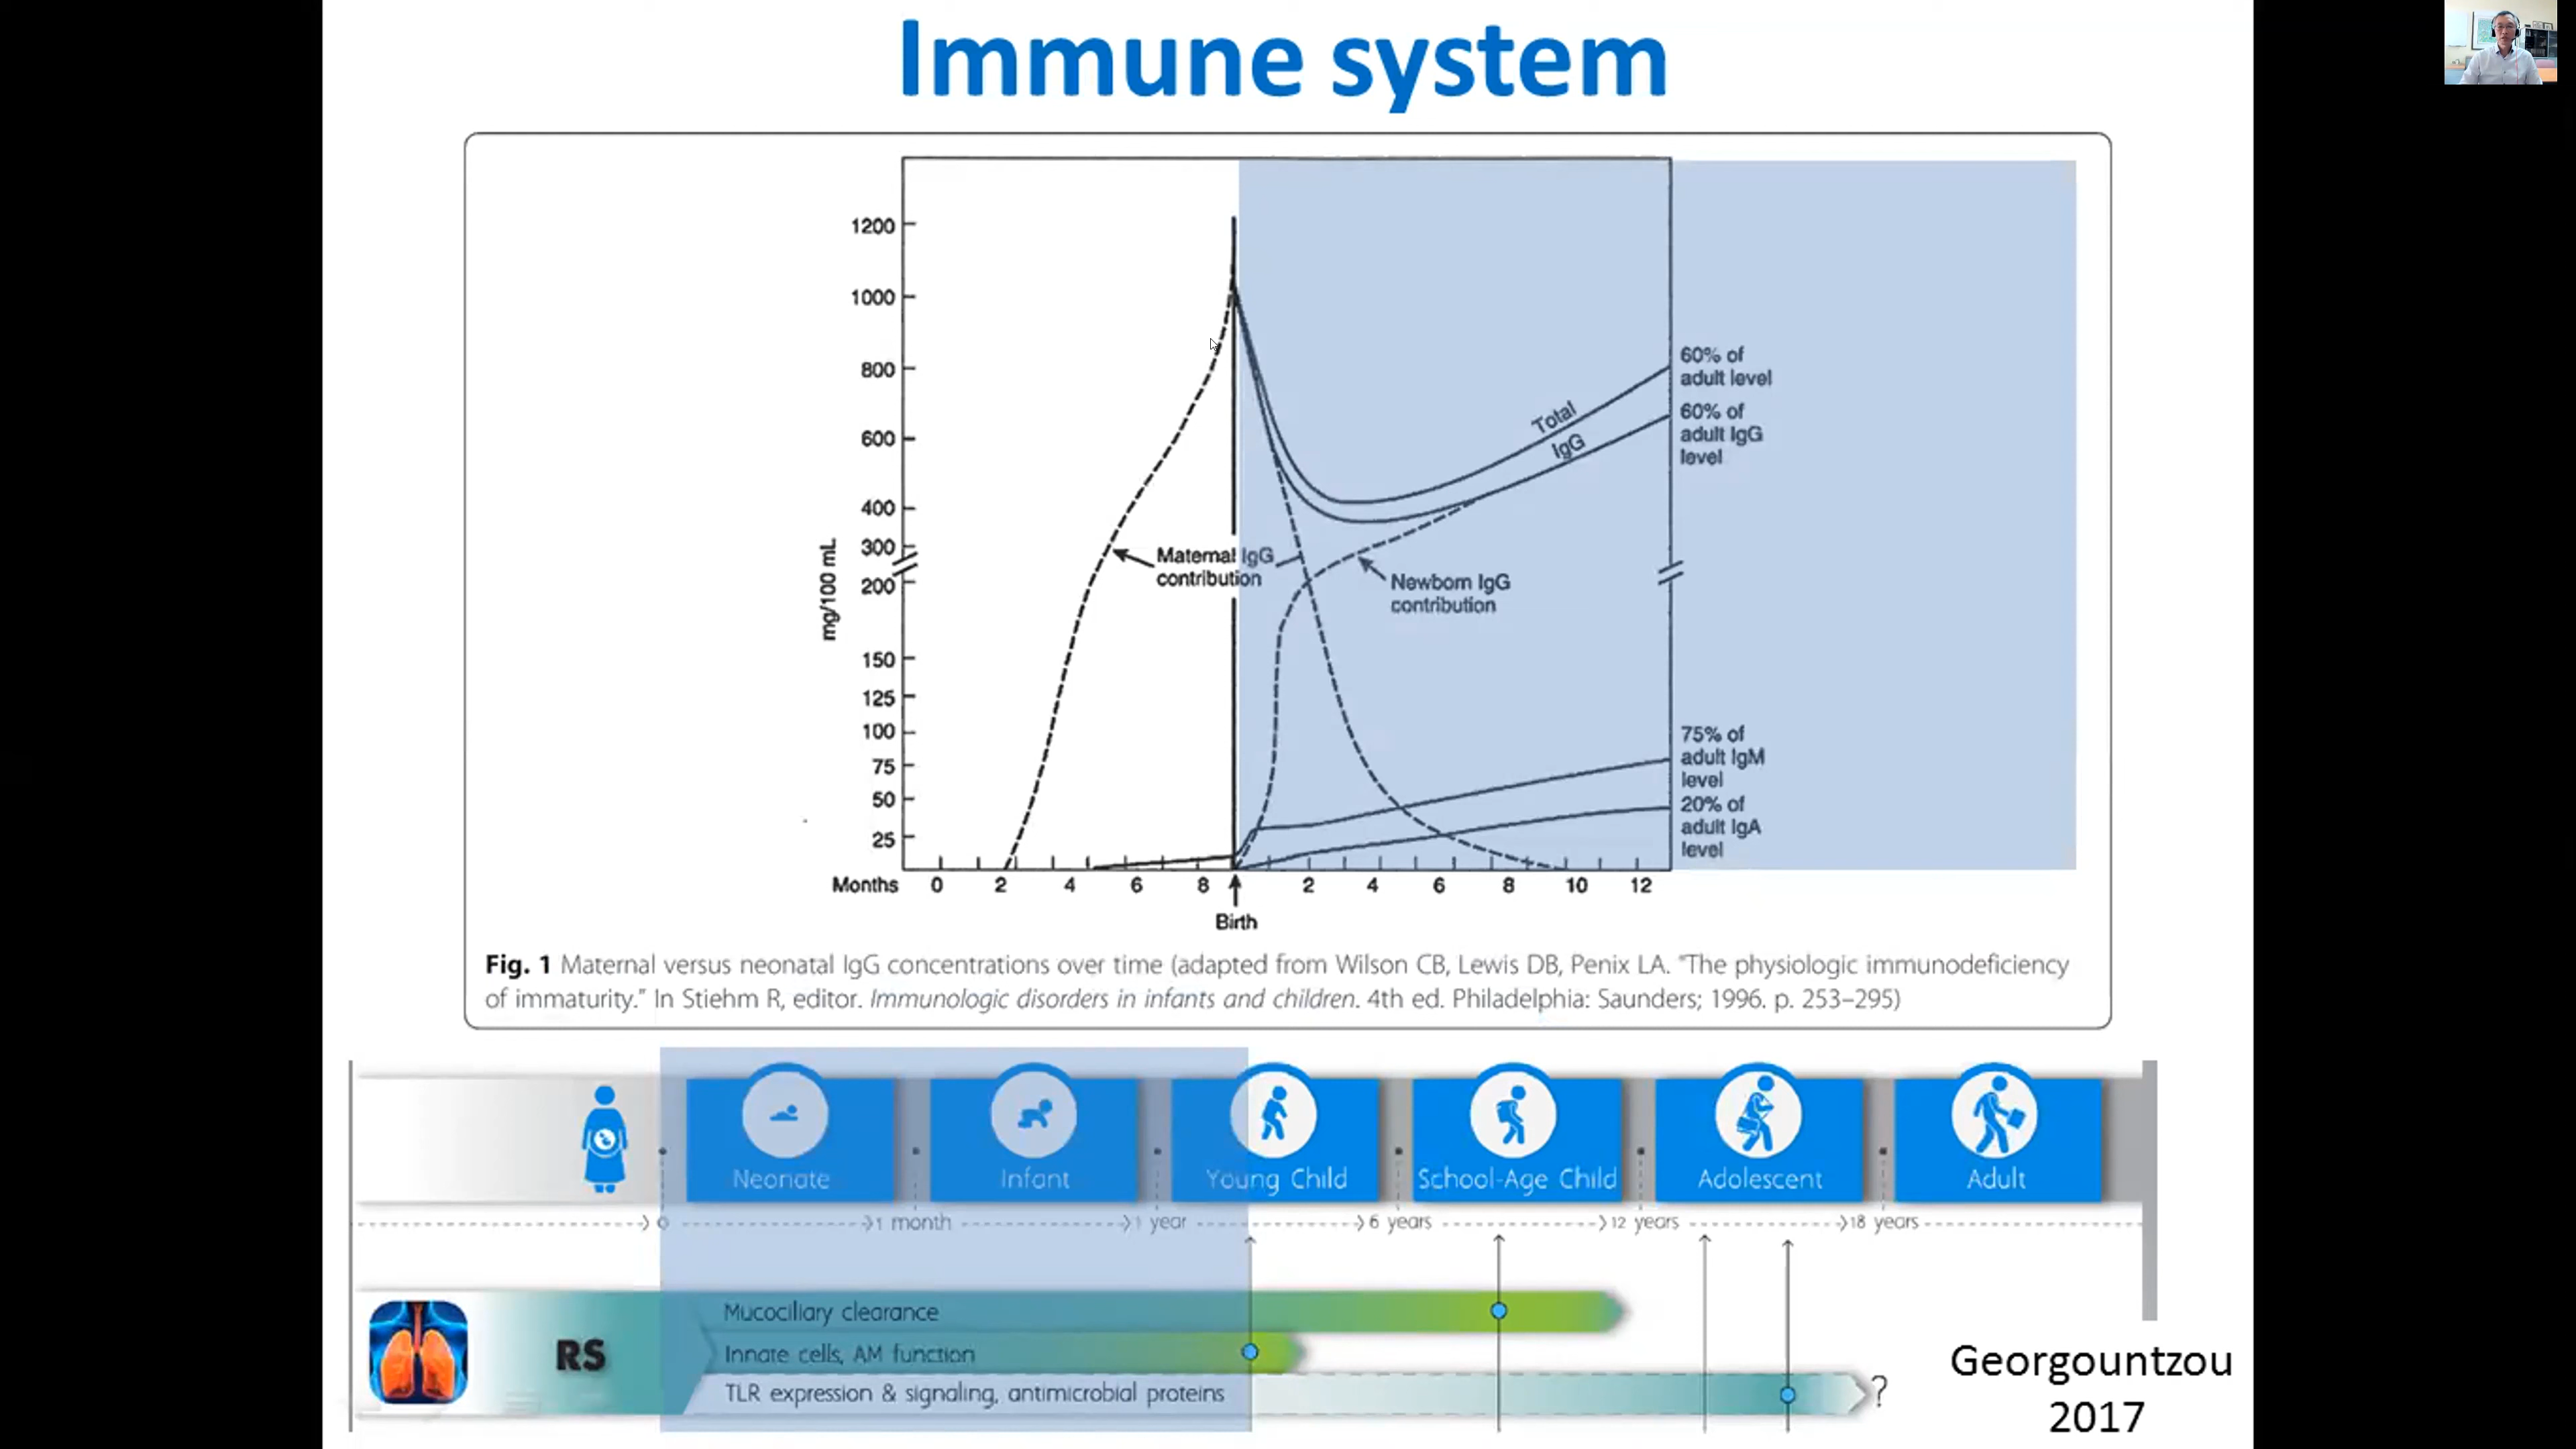 Immune system
1200
1000
800
600
400
300
200
150
125
100
75
50
25
mg/100 mL
Total
IgG
60% of
adult level
60% of
adult IgG
level
Maternal IgG
contribution
Newborn IgG
contribution
75% of
adult IgM
level
20% of
adult IgA
level
Months 0 2 4 6 8 2 4 6 8 10 12
Birth
Fig. 1 Maternal versus neonatal IgG concentrations over time (adapted from Wilson CB, Lewis DB, Penix LA. "The physiologic immunodeficiency
of immaturity." In Stiehm R, editor. Immunologic disorders in infants and children. 4th ed. Philadelphia: Saunders; 1996. p. 253–295)
Neonate Infant Young Child School-Age Child Adolescent Adult
0 1 month 1 year 6 years 12 years 18 years
RS
Mucociliary clearance
Innate cells, AM function
TLR expression & signaling, antimicrobial proteins
?
Georgountzou
2017